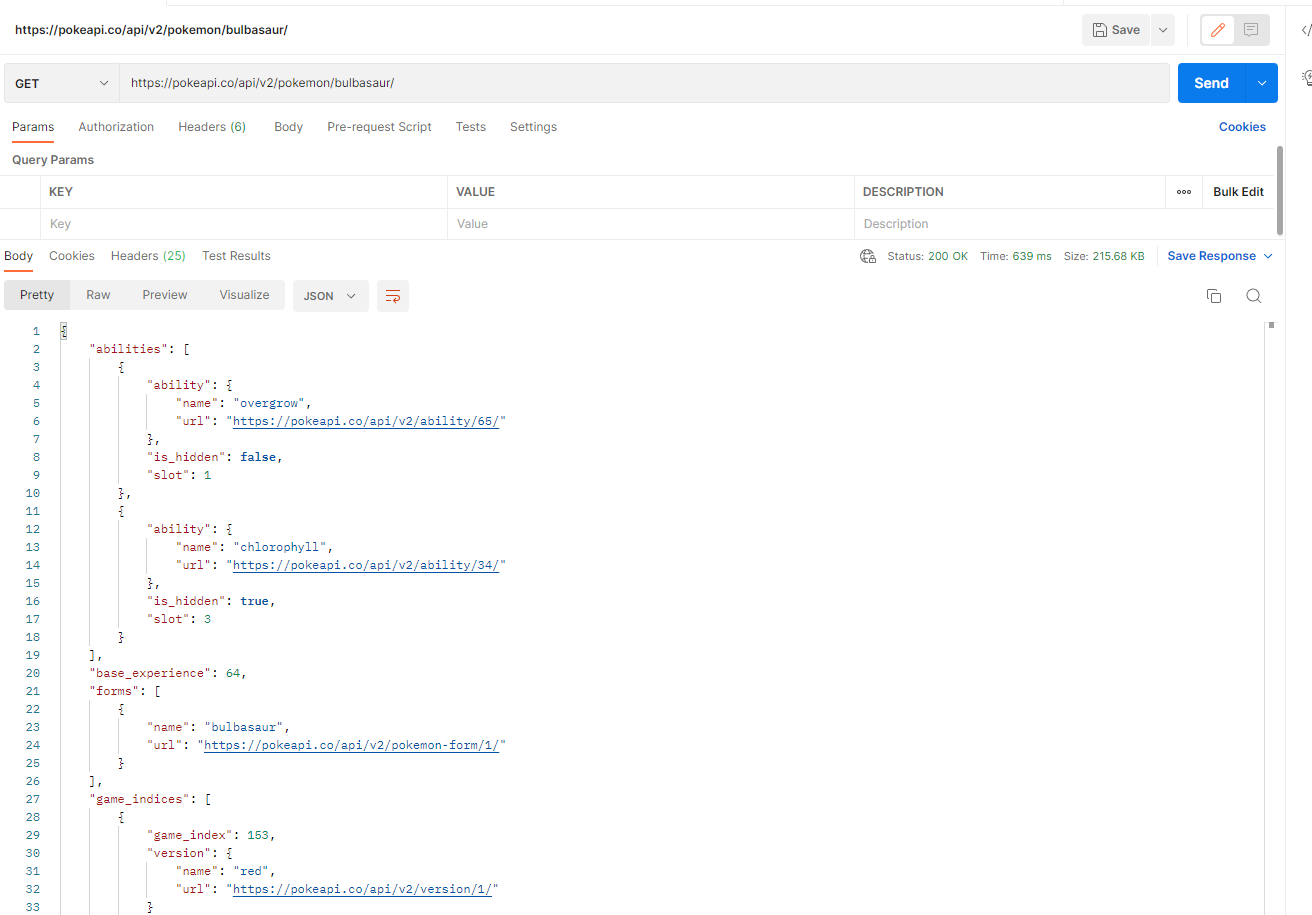 https://pokeapi.co/api/v2/pokemon/bulbasaur/
Save
GET
https://pokeapi.co/api/v2/pokemon/bulbasaur/
Send
Params Authorization Headers (6) Body Pre-request Script Tests Settings Cookies
Query Params
KEY VALUE DESCRIPTION Bulk Edit
Key Value Description
Body Cookies Headers (25) Test Results Status: 200 OK Time: 639 ms Size: 215.68 KB Save Response
Pretty Raw Preview Visualize JSON
1 {
2 "abilities": [
3 {
4 "ability": {
5 "name": "overgrow",
6 "url": "https://pokeapi.co/api/v2/ability/65/"
7 },
8 "is_hidden": false,
9 "slot": 1
10 },
11 {
12 "ability": {
13 "name": "chlorophyll",
14 "url": "https://pokeapi.co/api/v2/ability/34/"
15 },
16 "is_hidden": true,
17 "slot": 3
18 }
19 ],
20 "base_experience": 64,
21 "forms": [
22 {
23 "name": "bulbasaur",
24 "url": "https://pokeapi.co/api/v2/pokemon-form/1/"
25 }
26 ],
27 "game_indices": [
28 {
29 "game_index": 153,
30 "version": {
31 "name": "red",
32 "url": "https://pokeapi.co/api/v2/version/1/"
33 }